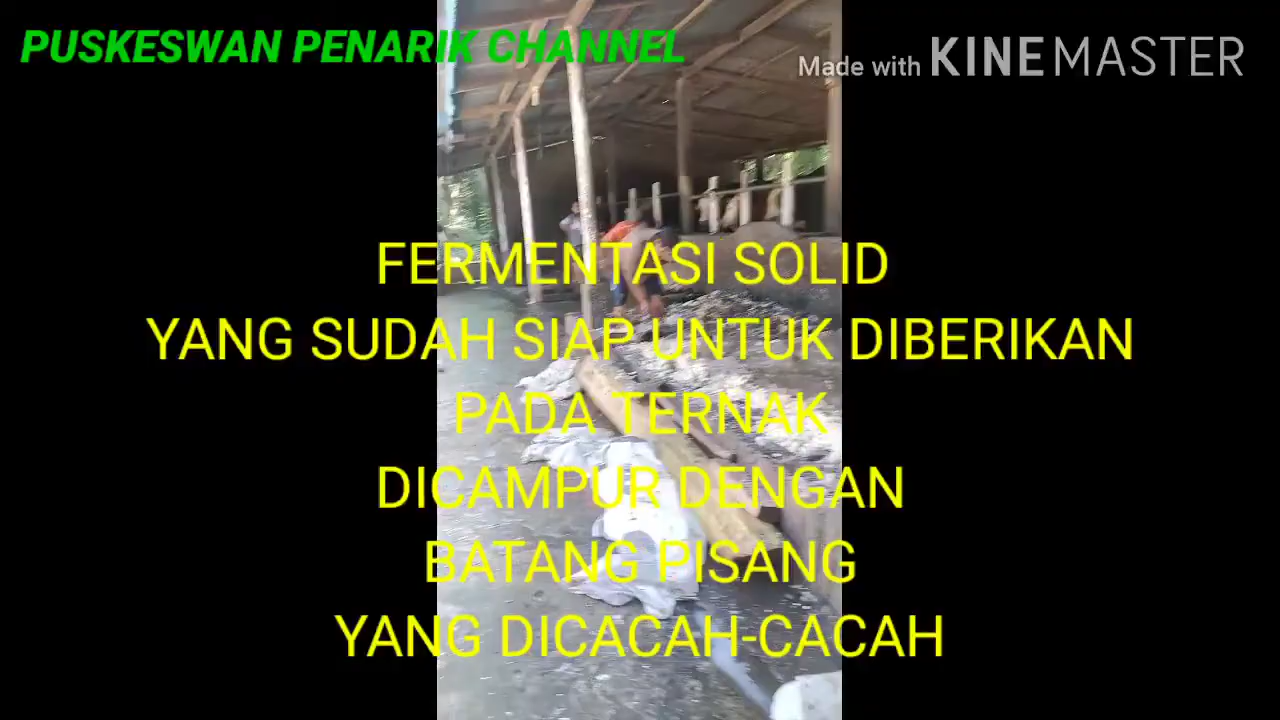 PUSKESWAN PENARIK CHANNEL
Made with KINEMASTER
FERMENTASI SOLID
YANG SUDAH SIAP UNTUK DIBERIKAN
PADA TERNAK
DICAMPUR DENGAN
BATANG PISANG
YANG DICACAH-CACAH